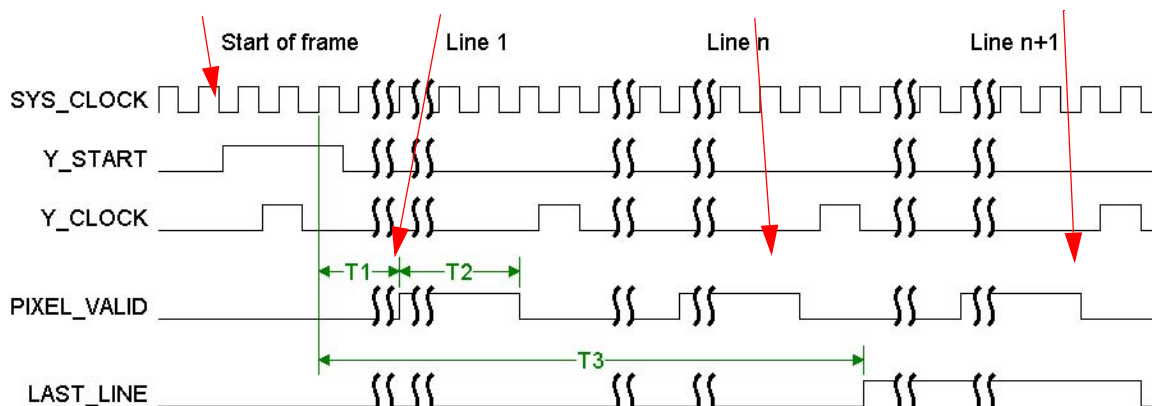 Start of frame Line 1 Line n Line n+1
SYS_CLOCK
Y_START
Y_CLOCK
T1 T2
PIXEL_VALID
T3
LAST_LINE